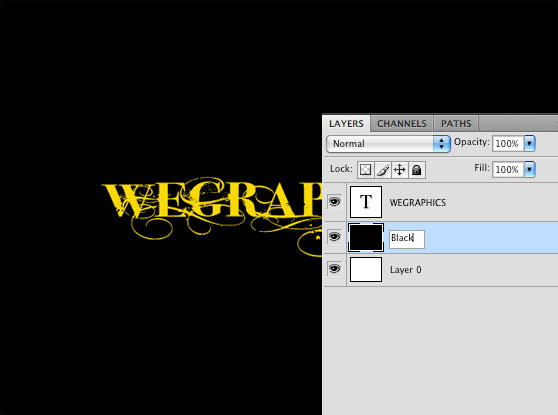 WEGRAP
LAYERS CHANNELS PATHS
Normal Opacity: 100%
Lock: Fill: 100%
T WEGRAPHICS
Black
Layer 0